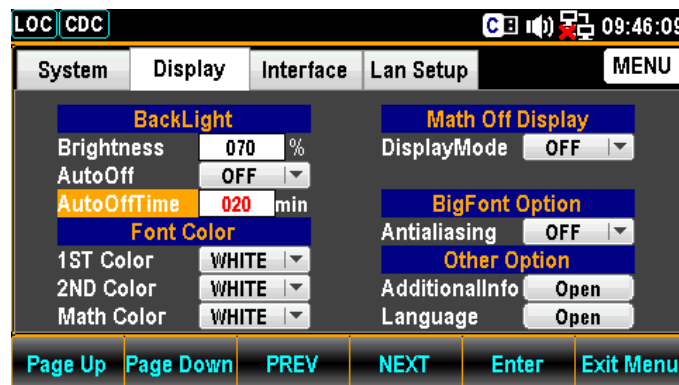 LOC CDC C 09:46:09
System Display Interface Lan Setup MENU
BackLight
Brightness 070 %
AutoOff OFF
AutoOffTime 020 min
Font Color
1ST Color WHITE
2ND Color WHITE
Math Color WHITE
Math Off Display
DisplayMode OFF
BigFont Option
Antialiasing OFF
Other Option
AdditionalInfo Open
Language Open
Page Up Page Down PREV NEXT Enter Exit Menu